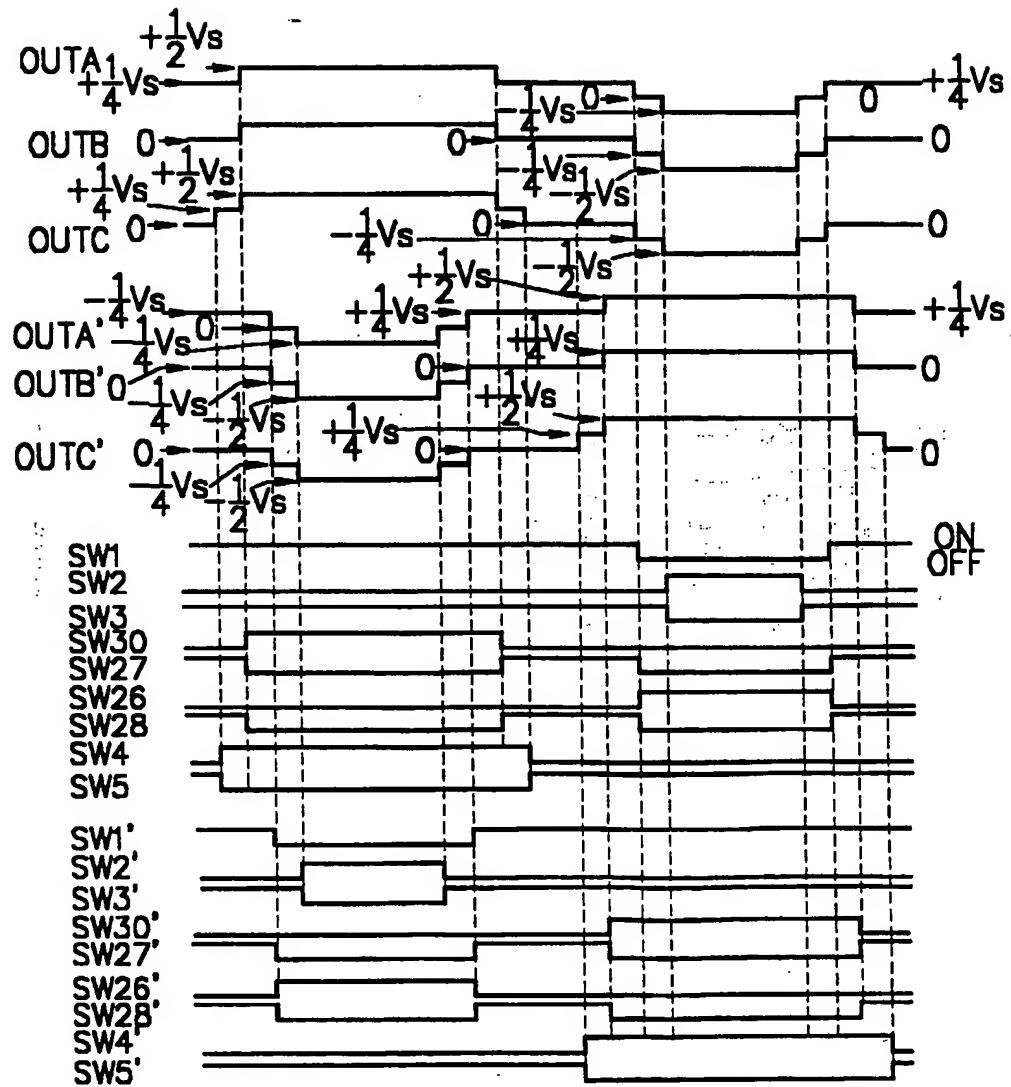 OUTA +1/2Vs
+1/4Vs 0 -1/4Vs 0 +1/4Vs
OUTB 0 0 -1/4Vs -1/2Vs 0
+1/4Vs +1/2Vs
OUTC 0 0 -1/4Vs -1/2Vs 0
-1/4Vs +1/4Vs +1/2Vs +1/4Vs
OUTA' -1/4Vs 0 +1/4Vs
OUTB' 0 -1/4Vs -1/2Vs 0 +1/2Vs 0
+1/4Vs
OUTC' 0 -1/4Vs -1/2Vs 0 0
SW1 ON
OFF
SW2
SW3
SW30
SW27
SW26
SW28
SW4
SW5
SW1'
SW2'
SW3'
SW30'
SW27'
SW26'
SW28'
SW4'
SW5'